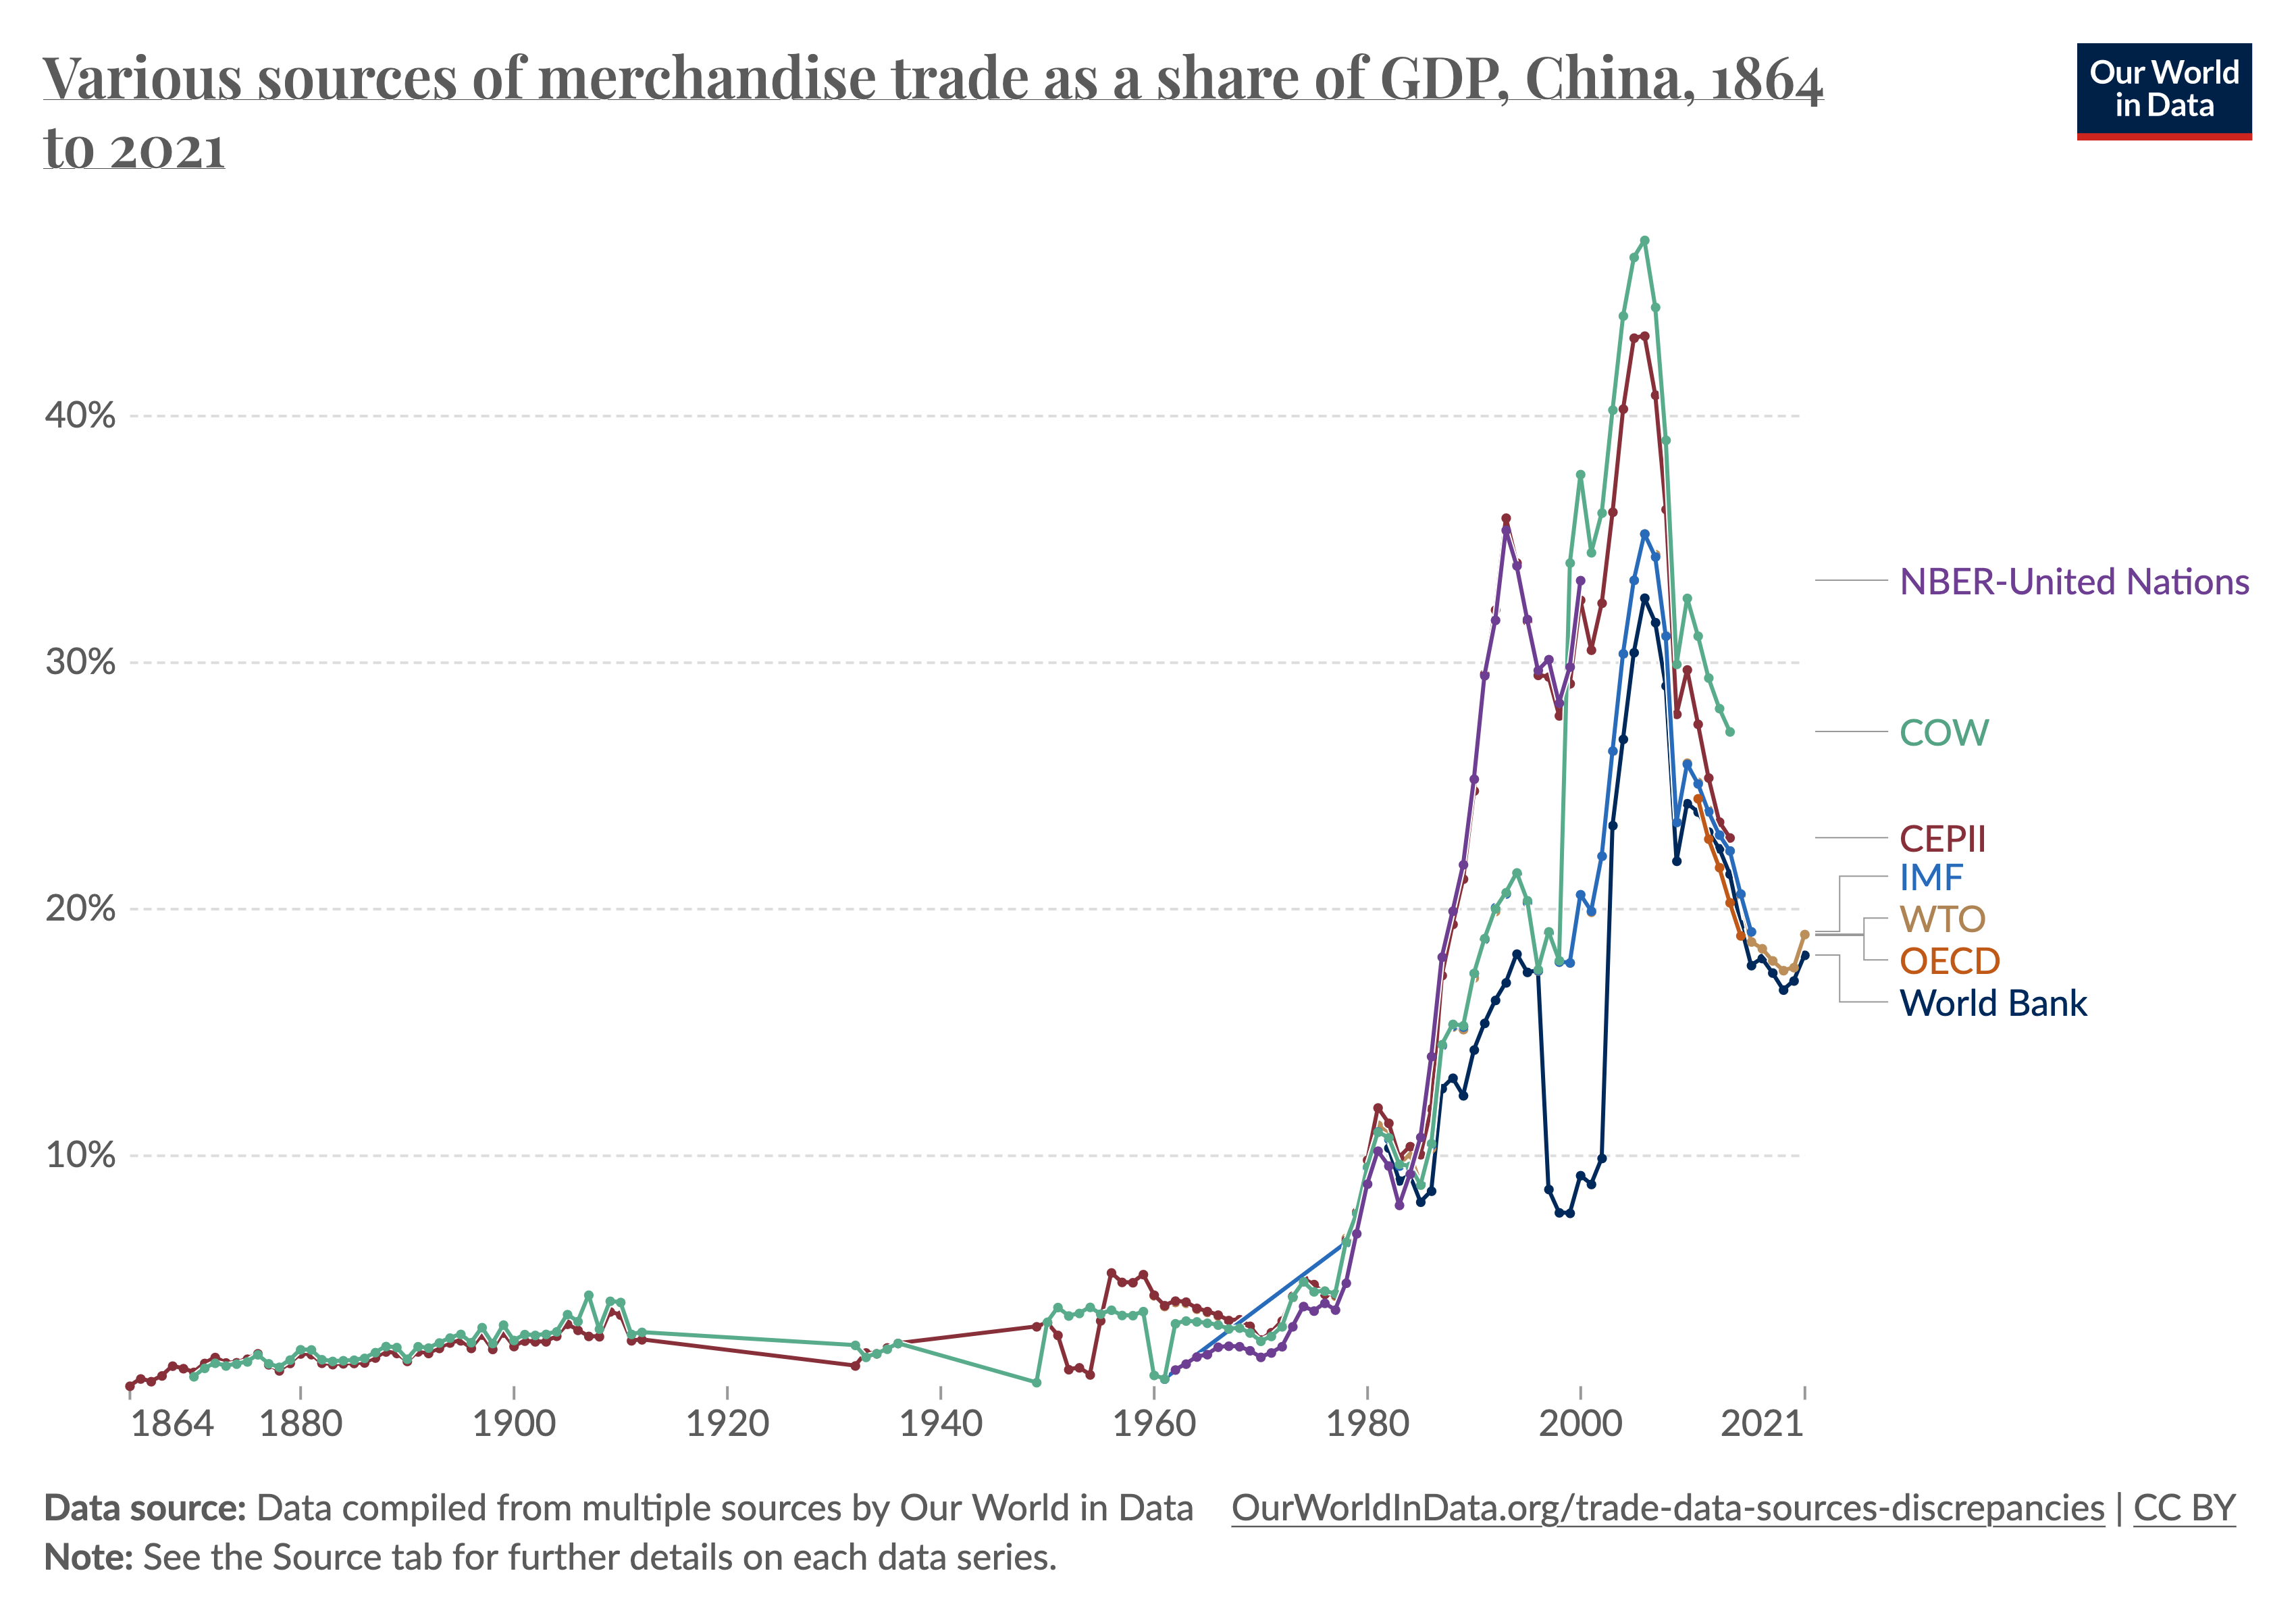 Various sources of merchandise trade as a share of GDP, China, 1864
to 2021
Our World
in Data
40%
30%
20%
10%
NBER-United Nations
COW
CEPII
IMF
WTO
OECD
World Bank
1864 1880 1900 1920 1940 1960 1980 2000 2021
Data source: Data compiled from multiple sources by Our World in Data OurWorldInData.org/trade-data-sources-discrepancies | CC BY
Note: See the Source tab for further details on each data series.